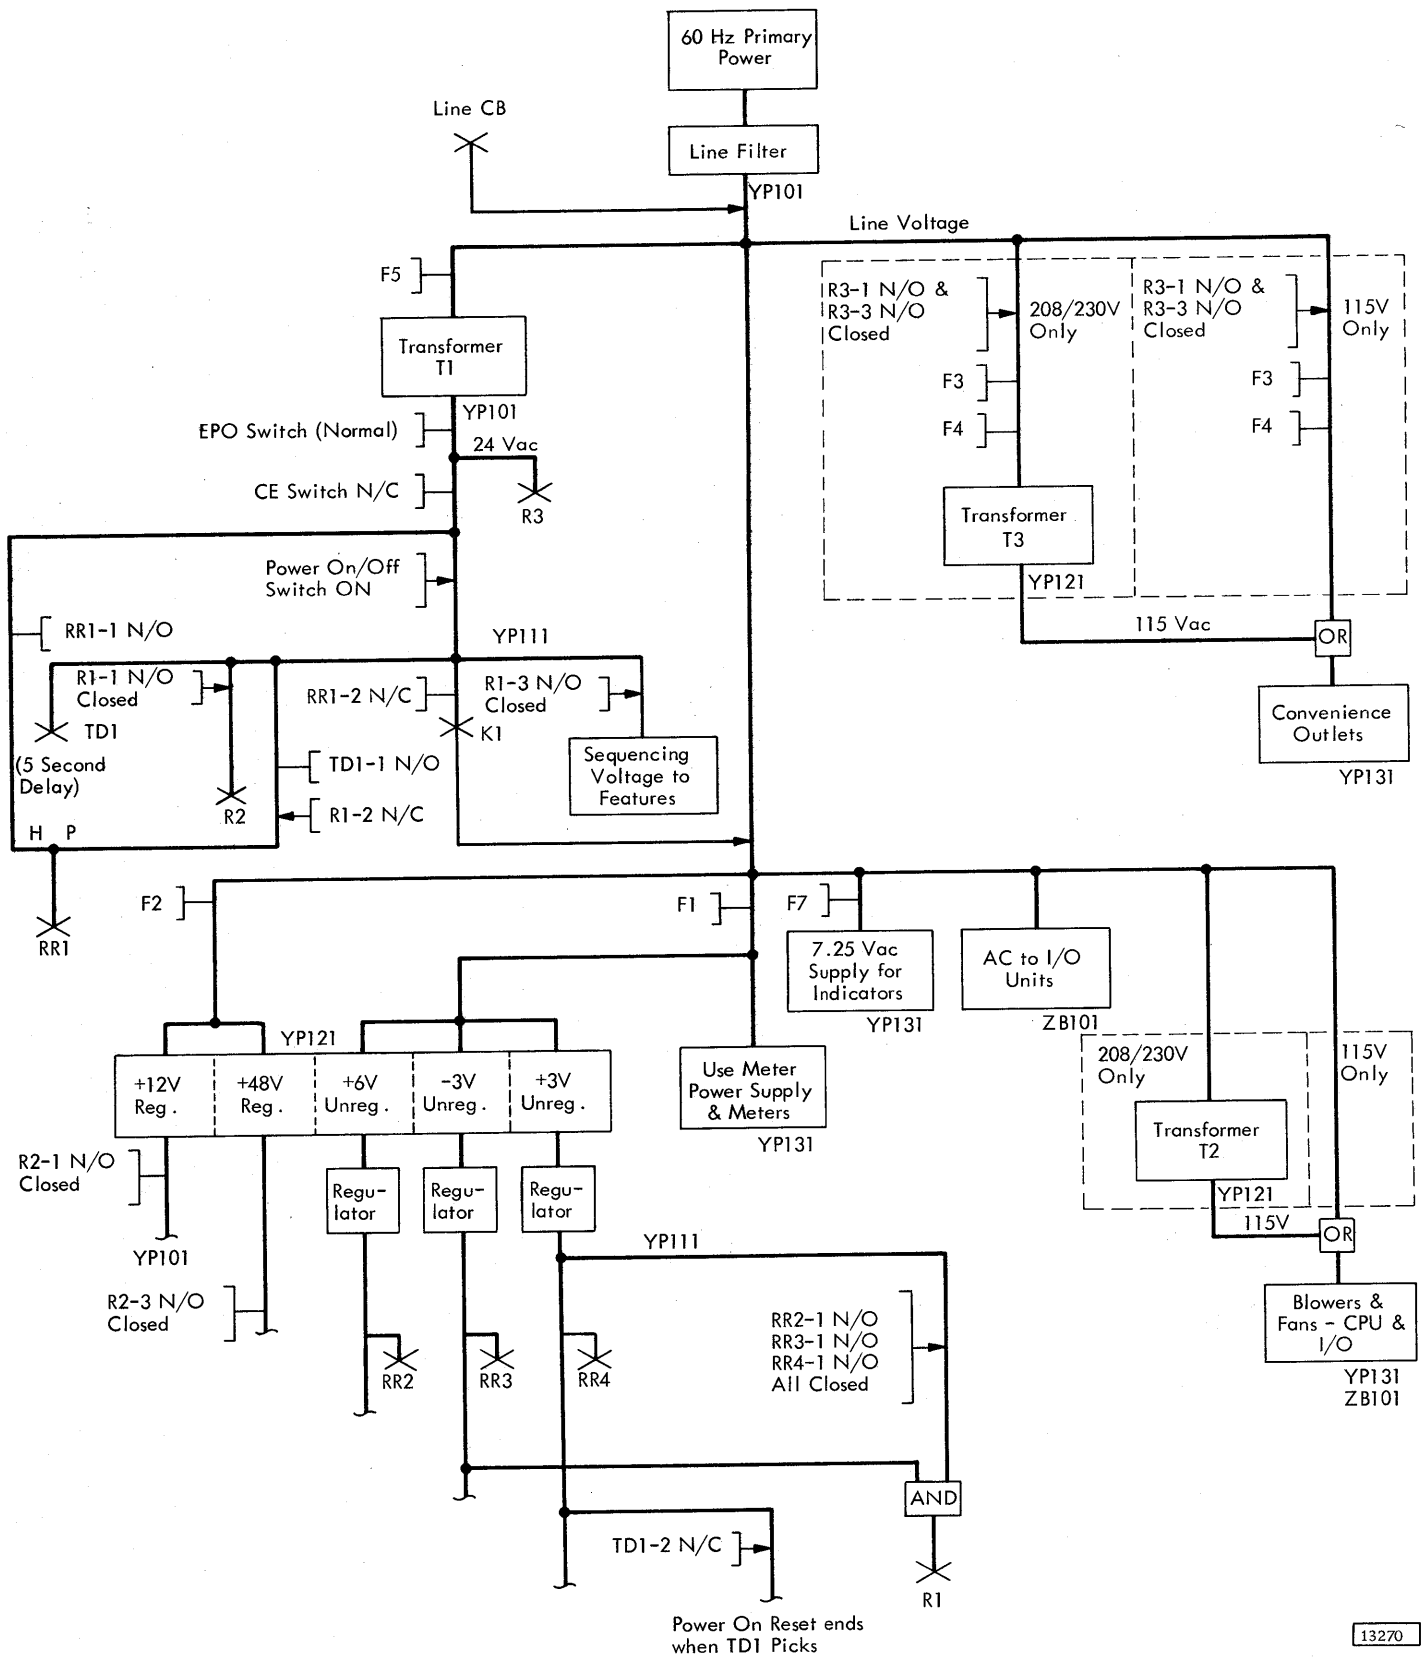 60 Hz Primary
Power
Line CB
Line Filter
YP101
Line Voltage
F5
Transformer
T1
YP101
EPO Switch (Normal)
24 Vac
CE Switch N/C
R3
R3-1 N/O &
R3-3 N/O
Closed
208/230V
Only
F3
F4
Transformer
T3
YP121
R3-1 N/O &
R3-3 N/O
Closed
115V
Only
F3
F4
115 Vac
OR
Convenience
Outlets
YP131
Power On/Off
Switch ON
RR1-1 N/O
YP111
R1-1 N/O
Closed
TD1
(5 Second
Delay)
R2
RR1-2 N/C
K1
R1-3 N/O
Closed
TD1-1 N/O
R1-2 N/C
Sequencing
Voltage to
Features
H P
RR1
F2
F1
F7
7.25 Vac
Supply for
Indicators
YP131
AC to I/O
Units
ZB101
YP121
+12V
Reg.
+48V
Reg.
+6V
Unreg.
-3V
Unreg.
+3V
Unreg.
Use Meter
Power Supply
& Meters
YP131
208/230V
Only
115V
Only
Transformer
T2
YP121
115V
OR
Blowers &
Fans - CPU &
I/O
YP131
ZB101
R2-1 N/O
Closed
YP101
R2-3 N/O
Closed
Regu-
lator
Regu-
lator
Regu-
lator
YP111
RR2
RR3
RR4
RR2-1 N/O
RR3-1 N/O
RR4-1 N/O
All Closed
AND
R1
TD1-2 N/C
Power On Reset ends
when TD1 Picks
13270